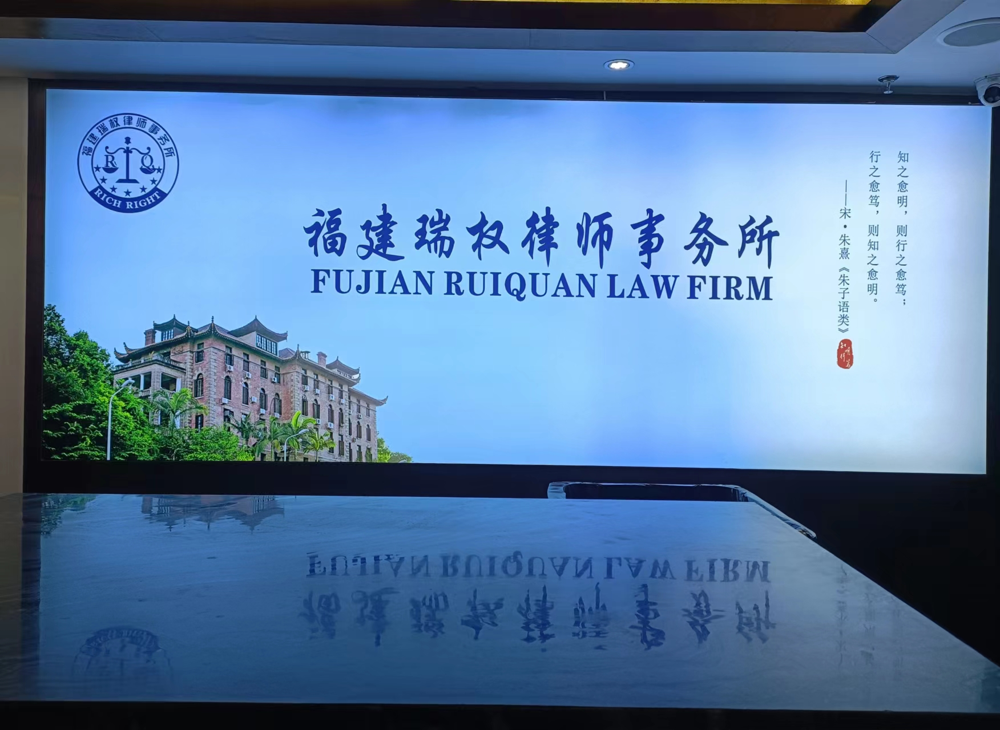 福建瑞权律师事务所
R Q
RICH RIGHT
福建瑞权律师事务所
FUJIAN RUIQUAN LAW FIRM
知之愈明，则行之愈笃；
行之愈笃，则知之愈明。
——宋·朱熹《朱子语类》